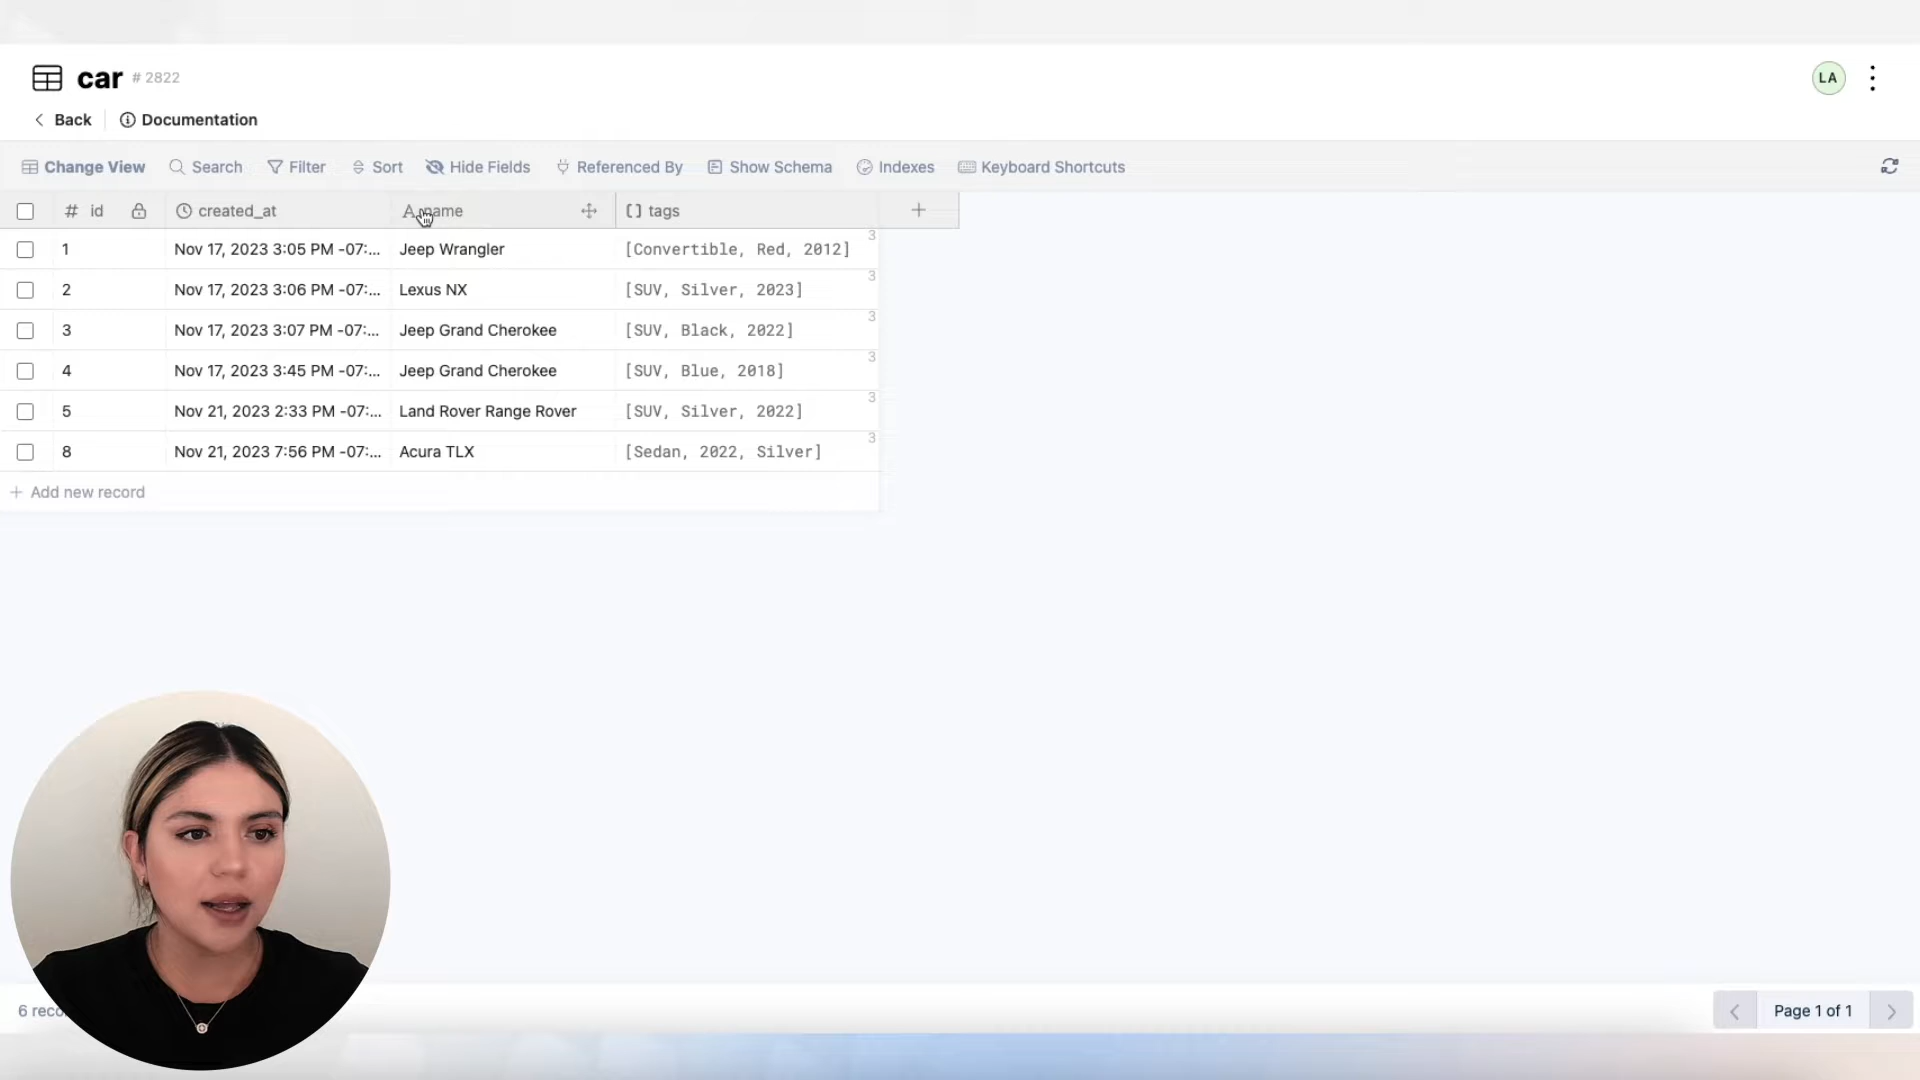 car # 2822
LA
Back Documentation
Change View Search Filter Sort Hide Fields Referenced By Show Schema Indexes Keyboard Shortcuts
# id created_at name tags
1 Nov 17, 2023 3:05 PM -07:... Jeep Wrangler [Convertible, Red, 2012] 3
2 Nov 17, 2023 3:06 PM -07:... Lexus NX [SUV, Silver, 2023] 3
3 Nov 17, 2023 3:07 PM -07:... Jeep Grand Cherokee [SUV, Black, 2022] 3
4 Nov 17, 2023 3:45 PM -07:... Jeep Grand Cherokee [SUV, Blue, 2018] 3
5 Nov 21, 2023 2:33 PM -07:... Land Rover Range Rover [SUV, Silver, 2022] 3
8 Nov 21, 2023 7:56 PM -07:... Acura TLX [Sedan, 2022, Silver] 3
+ Add new record
6 reco
Page 1 of 1